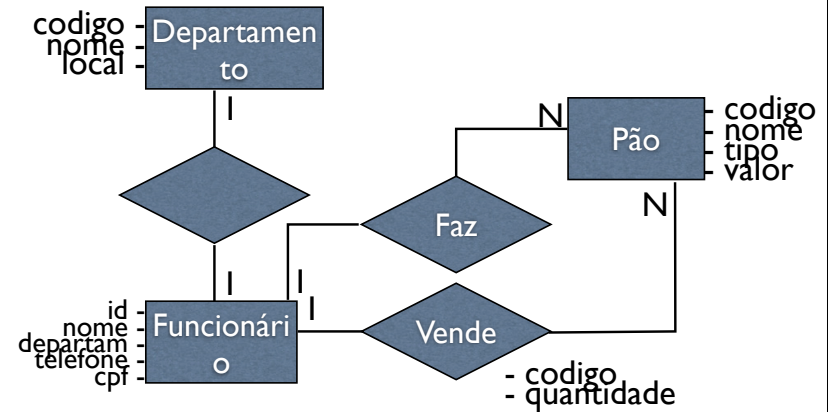 codigo -
nome -
local -
Departamen
to
I
N
Pão
- codigo
- nome
- tipo
- valor
N
Faz
I
I
I
id -
nome -
departam -
telefone -
cpf -
Funcionári
o
Vende
- codigo
- quantidade